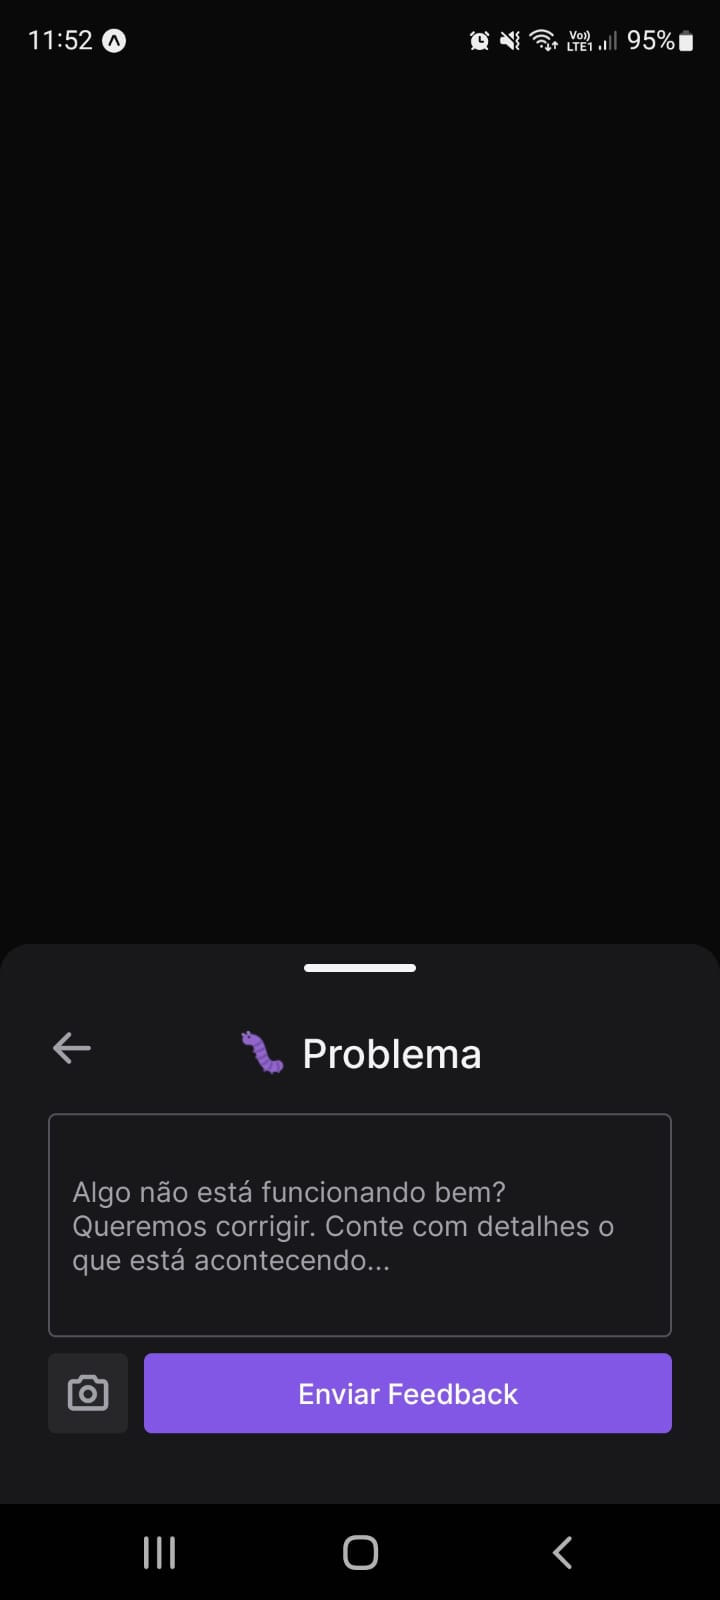 11:52
Vo)) LTE1 95%
Problema
Algo não está funcionando bem?
Queremos corrigir. Conte com detalhes o
que está acontecendo...
Enviar Feedback